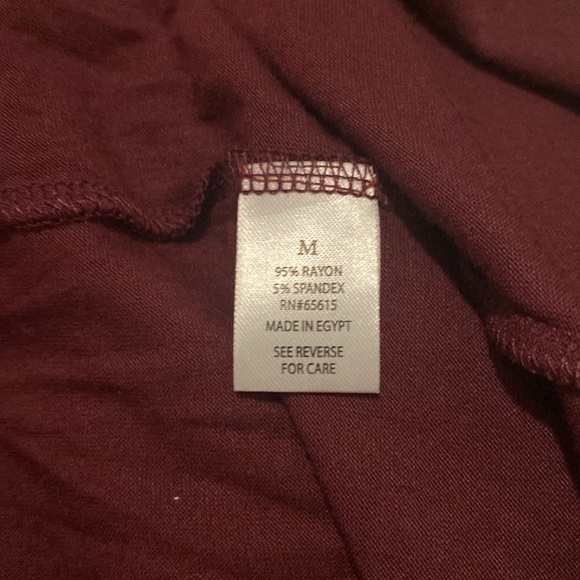 M
95% RAYON
5% SPANDEX
RN#65615
MADE IN EGYPT
SEE REVERSE
FOR CARE